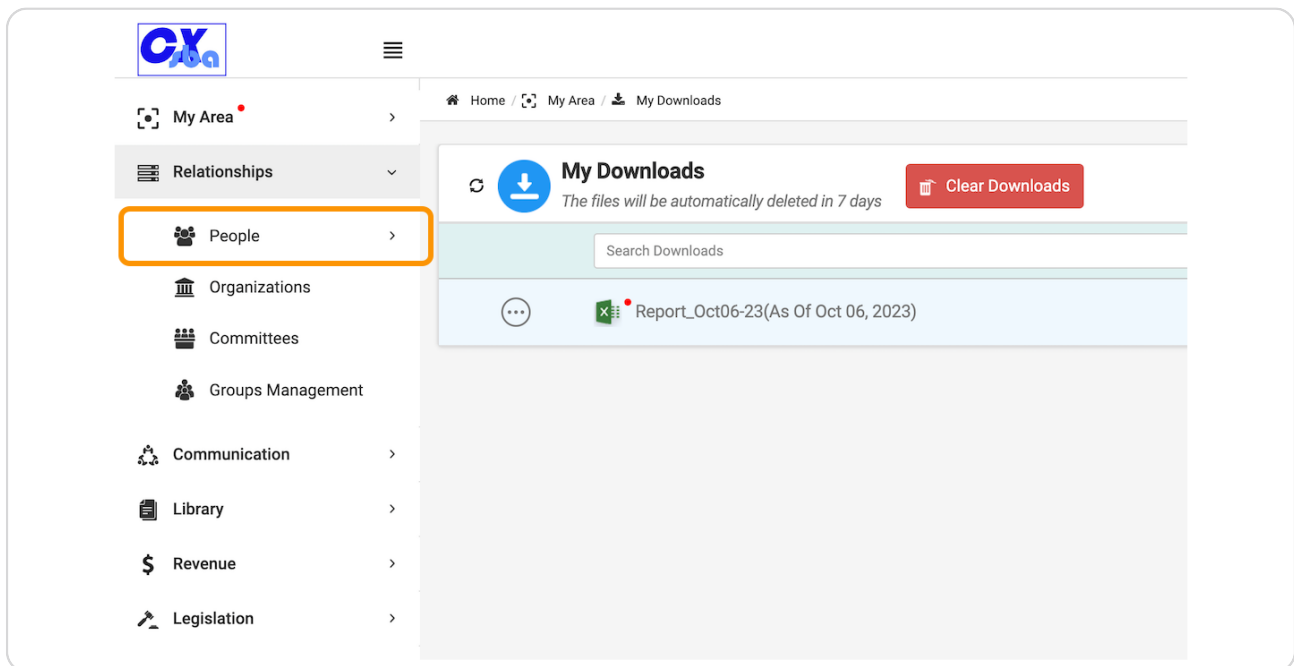 CX
sba
My Area
Home / My Area / My Downloads
Relationships
My Downloads
The files will be automatically deleted in 7 days
Clear Downloads
People
Search Downloads
Organizations
Report_Oct06-23(As Of Oct 06, 2023)
Committees
Groups Management
Communication
Library
$ Revenue
Legislation